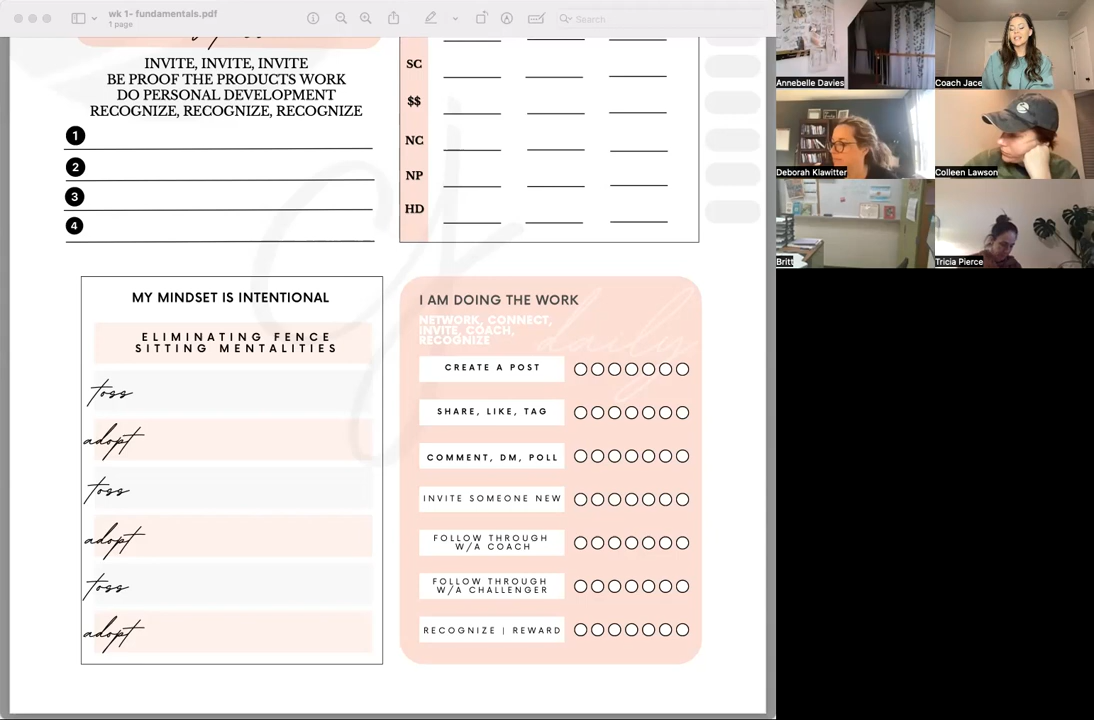 wk 1- fundamentals.pdf
1 page
Search
INVITE, INVITE, INVITE
BE PROOF THE PRODUCTS WORK
DO PERSONAL DEVELOPMENT
RECOGNIZE, RECOGNIZE, RECOGNIZE
1
2
3
4
SC
$$
NC
NP
HD
MY MINDSET IS INTENTIONAL
ELIMINATING FENCE
SITTING MENTALITIES
toss
adopt
toss
adopt
toss
adopt
I AM DOING THE WORK
daily
NETWORK, CONNECT,
INVITE, COACH,
RECOGNIZE
CREATE A POST
SHARE, LIKE, TAG
COMMENT, DM, POLL
INVITE SOMEONE NEW
FOLLOW THROUGH
W/A COACH
FOLLOW THROUGH
W/A CHALLENGER
RECOGNIZE | REWARD
Annebelle Davies
Coach Jace
Deborah Klawitter
Colleen Lawson
Britt
Tricia Pierce